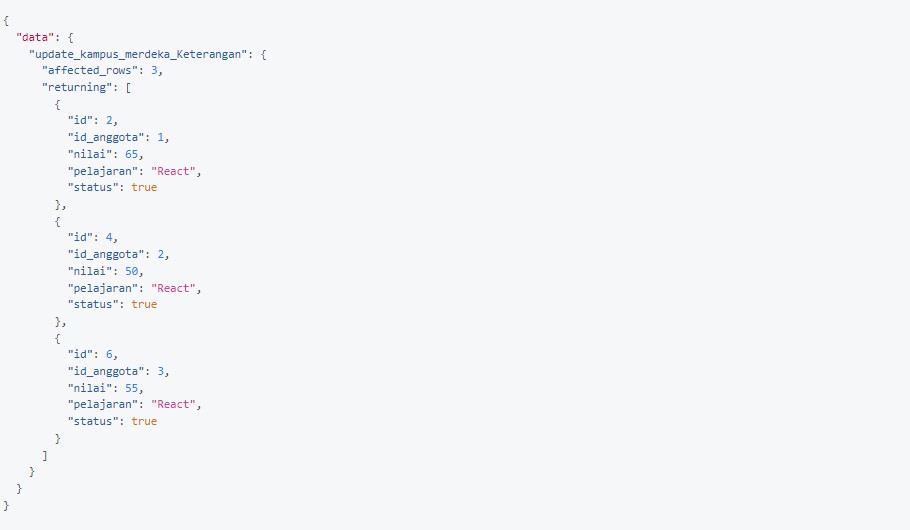 {
  "data": {
    "update_kampus_merdeka_Keterangan": {
      "affected_rows": 3,
      "returning": [
        {
          "id": 2,
          "id_anggota": 1,
          "nilai": 65,
          "pelajaran": "React",
          "status": true
        },
        {
          "id": 4,
          "id_anggota": 2,
          "nilai": 50,
          "pelajaran": "React",
          "status": true
        },
        {
          "id": 6,
          "id_anggota": 3,
          "nilai": 55,
          "pelajaran": "React",
          "status": true
        }
      ]
    }
  }
}